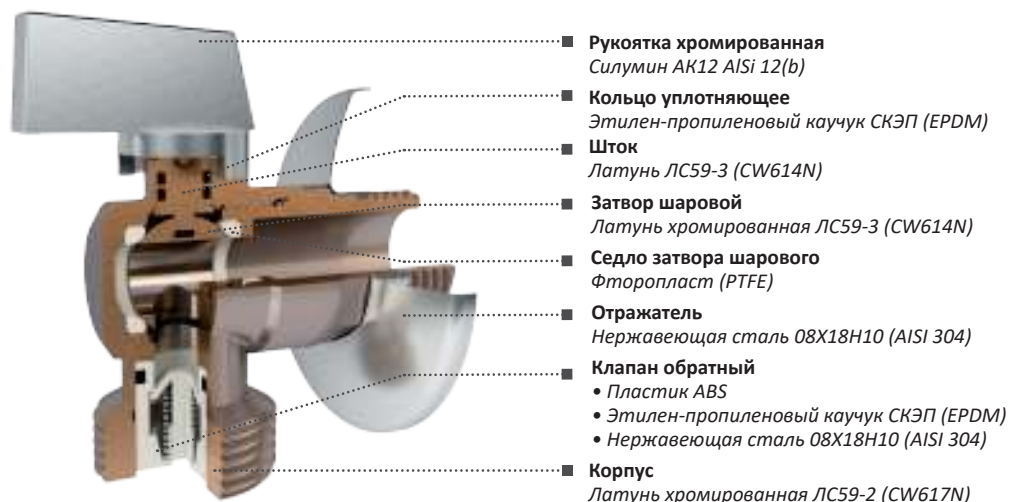 Рукоятка хромированная
Силумин АК12 AlSi 12(b)
Кольцо уплотняющее
Этилен-пропиленовый каучук СКЭП (EPDM)
Шток
Латунь ЛС59-3 (CW614N)
Затвор шаровой
Латунь хромированная ЛС59-3 (CW614N)
Седло затвора шарового
Фторопласт (PTFE)
Отражатель
Нержавеющая сталь 08Х18Н10 (AISI 304)
Клапан обратный
• Пластик ABS
• Этилен-пропиленовый каучук СКЭП (EPDM)
• Нержавеющая сталь 08Х18Н10 (AISI 304)
Корпус
Латунь хромированная ЛС59-2 (CW617N)